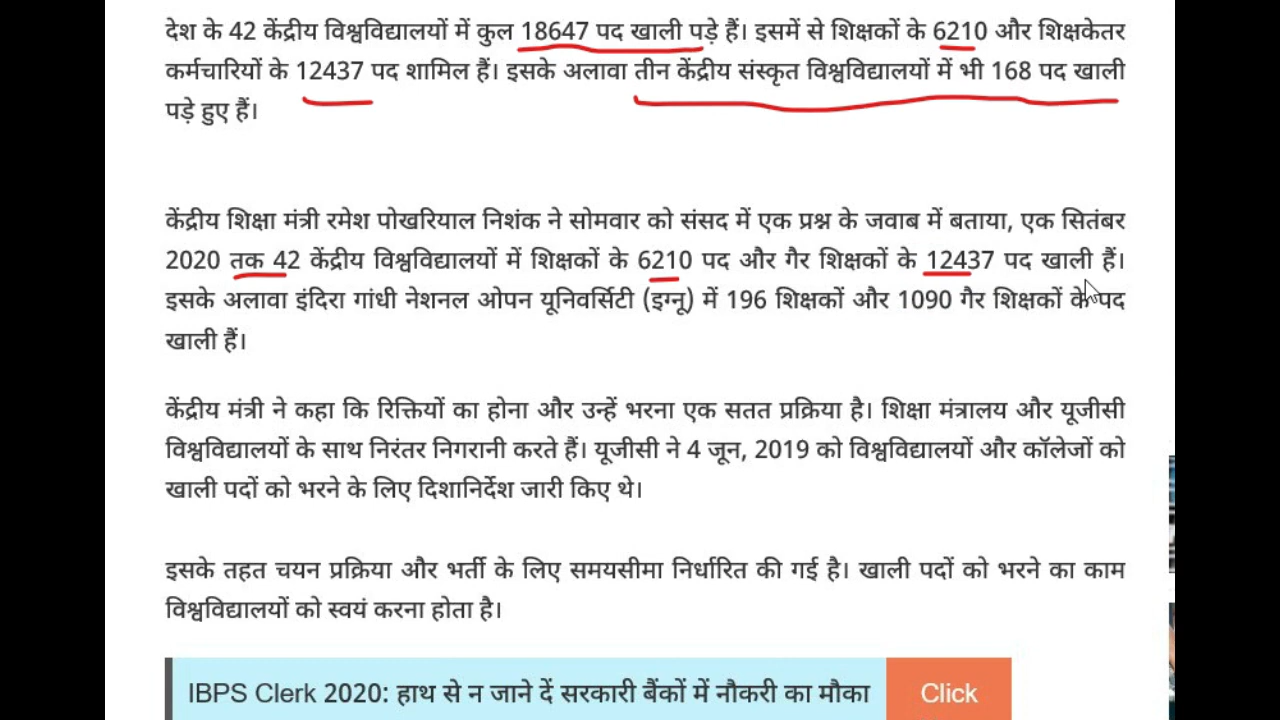 देश के 42 केंद्रीय विश्वविद्यालयों में कुल 18647 पद खाली पड़े हैं। इसमें से शिक्षकों के 6210 और शिक्षकेतर
कर्मचारियों के 12437 पद शामिल हैं। इसके अलावा तीन केंद्रीय संस्कृत विश्वविद्यालयों में भी 168 पद खाली
पड़े हुए हैं।
केंद्रीय शिक्षा मंत्री रमेश पोखरियाल निशंक ने सोमवार को संसद में एक प्रश्न के जवाब में बताया, एक सितंबर
2020 तक 42 केंद्रीय विश्वविद्यालयों में शिक्षकों के 6210 पद और गैर शिक्षकों के 12437 पद खाली हैं।
इसके अलावा इंदिरा गांधी नेशनल ओपन यूनिवर्सिटी (इग्नू) में 196 शिक्षकों और 1090 गैर शिक्षकों के पद
खाली हैं।
केंद्रीय मंत्री ने कहा कि रिक्तियों का होना और उन्हें भरना एक सतत प्रक्रिया है। शिक्षा मंत्रालय और यूजीसी
विश्वविद्यालयों के साथ निरंतर निगरानी करते हैं। यूजीसी ने 4 जून, 2019 को विश्वविद्यालयों और कॉलेजों को
खाली पदों को भरने के लिए दिशानिर्देश जारी किए थे।
इसके तहत चयन प्रक्रिया और भर्ती के लिए समयसीमा निर्धारित की गई है। खाली पदों को भरने का काम
विश्वविद्यालयों को स्वयं करना होता है।
IBPS Clerk 2020: हाथ से न जाने दें सरकारी बैंकों में नौकरी का मौका Click